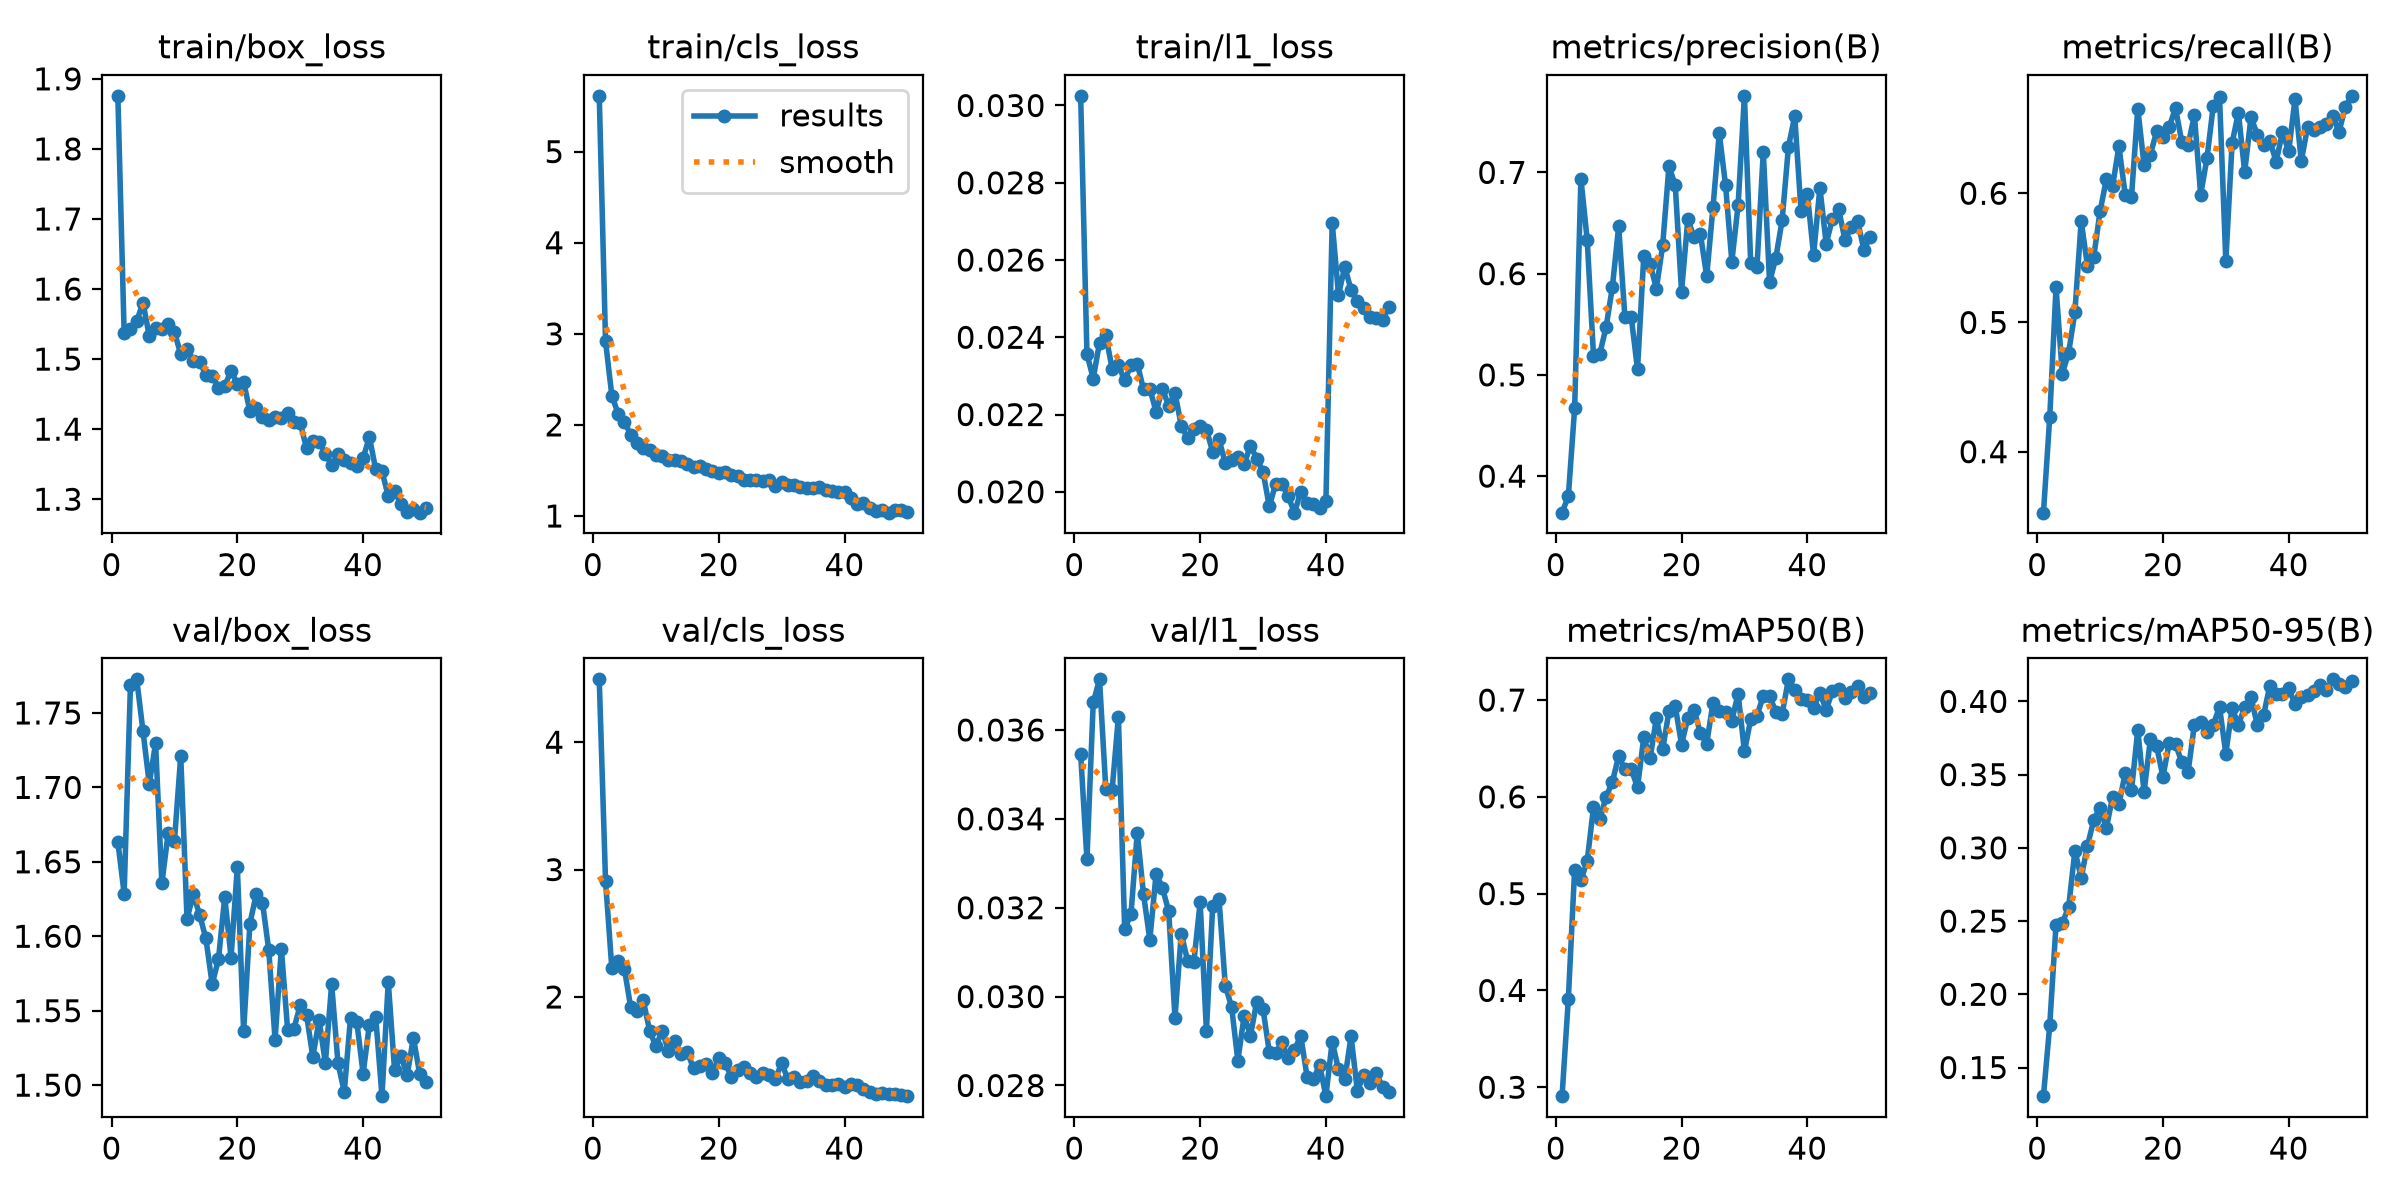 train/box_loss
1.9
1.8
1.7
1.6
1.5
1.4
1.3
0 20 40
train/cls_loss
results
smooth
5
4
3
2
1
0 20 40
train/l1_loss
0.030
0.028
0.026
0.024
0.022
0.020
0 20 40
metrics/precision(B)
0.7
0.6
0.5
0.4
0 20 40
metrics/recall(B)
0.6
0.5
0.4
0 20 40
val/box_loss
1.75
1.70
1.65
1.60
1.55
1.50
0 20 40
val/cls_loss
4
3
2
0 20 40
val/l1_loss
0.036
0.034
0.032
0.030
0.028
0 20 40
metrics/mAP50(B)
0.7
0.6
0.5
0.4
0.3
0 20 40
metrics/mAP50-95(B)
0.40
0.35
0.30
0.25
0.20
0.15
0 20 40